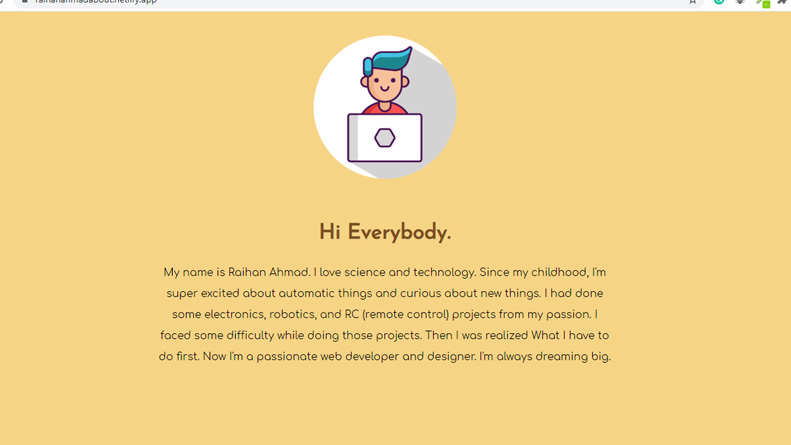 Hi Everybody.
My name is Raihan Ahmad. I love science and technology. Since my childhood, I'm
super excited about automatic things and curious about new things. I had done
some electronics, robotics, and RC (remote control) projects from my passion. I
faced some difficulty while doing those projects. Then I was realized What I have to
do first. Now I'm a passionate web developer and designer. I'm always dreaming big.